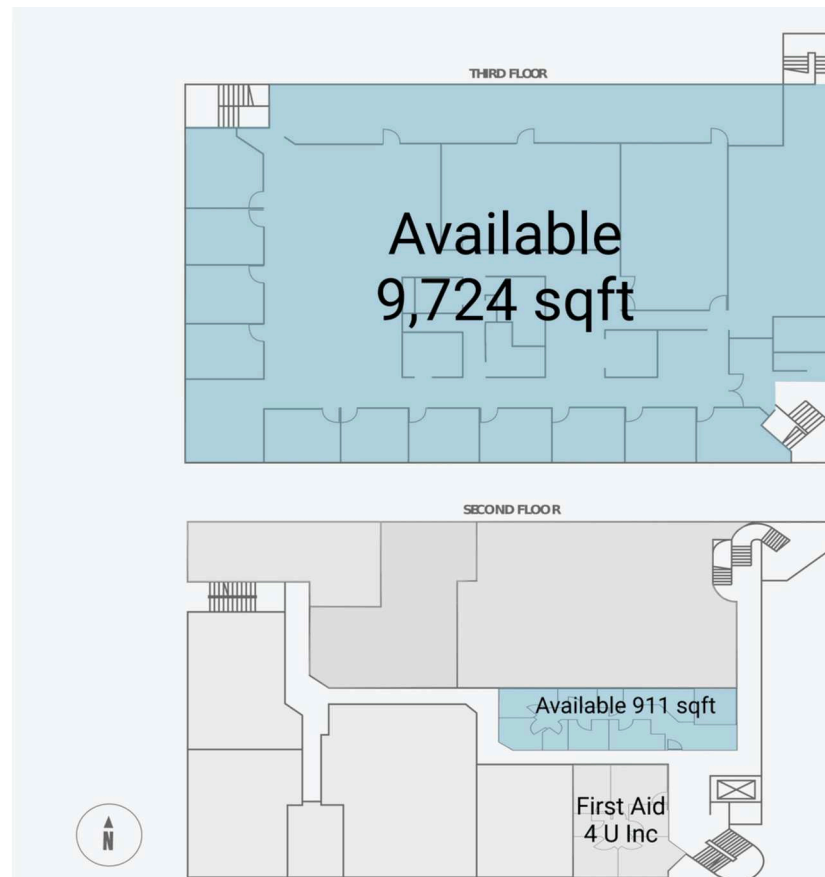 THIRD FLOOR
Available
9,724 sqft
SECOND FLOOR
Available 911 sqft
First Aid
4 U Inc
N